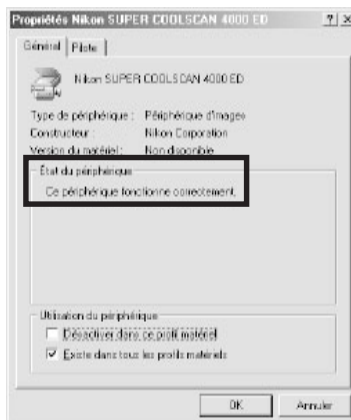 Propriétés Nikon SUPER COOLSCAN 4000 ED
? ×
Général Pilote
Nikon SUPER COOLSCAN 4000 ED
Type de périphérique : Périphérique d'images
Constructeur : Nikon Corporation
Version du matériel : Non disponible
État du périphérique
Ce périphérique fonctionne correctement.
Utilisation du périphérique
Désactiver dans ce profil matériel
Existe dans tous les profils matériels
OK Annuler